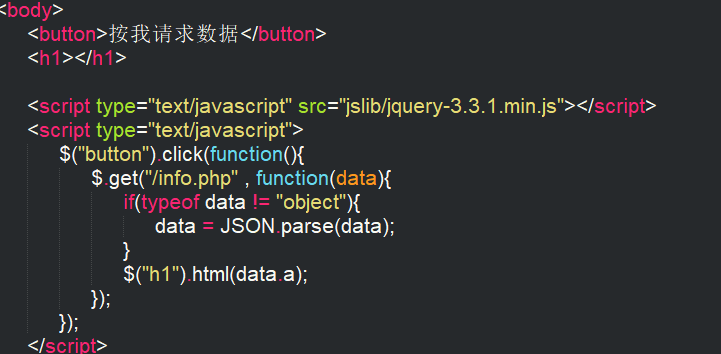 <body>
<button>按我请求数据</button>
<h1></h1>
<script type="text/javascript" src="jslib/jquery-3.3.1.min.js"></script>
<script type="text/javascript">
$("button").click(function(){
$.get("/info.php" , function(data){
if(typeof data != "object"){
data = JSON.parse(data);
}
$("h1").html(data.a);
});
});
</script>